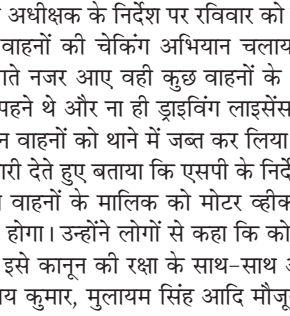 अधीक्षक के निर्देश पर रविवार को
वाहनों की चेकिंग अभियान चलाय
ाते नजर आए वही कुछ वाहनों के
पहने थे और ना ही ड्राइविंग लाइसेंस
न वाहनों को थाने में जब्त कर लिया
ारी देते हुए बताया कि एसपी के निर्दे
वाहनों के मालिक को मोटर व्हीक
होगा। उन्होंने लोगों से कहा कि को
इसे कानून की रक्षा के साथ-साथ
य कुमार, मुलायम सिंह आदि मौजू